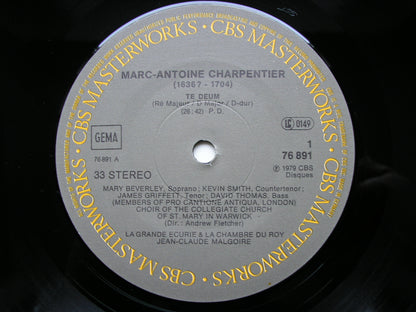 CBS MASTERWORKS · CBS MASTERWORKS · CBS MASTERWORKS · CBS MASTERWORKS ·
MARC-ANTOINE CHARPENTIER
(1636? - 1704)
TE DEUM
(Ré Majeur / D Major / D-dur)
(26:42) P.D.
GEMA
LC 0149
76891 A
1
76 891
33 STEREO
℗ 1979 CBS
Disques
MARY BEVERLEY, Soprano; KEVIN SMITH, Countertenor;
JAMES GRIFFETT, Tenor; DAVID THOMAS, Bass
(MEMBERS OF PRO CANTIONE ANTIQUA, LONDON)
CHOIR OF THE COLLEGIATE CHURCH
OF ST. MARY IN WARWICK
(Dir.: Andrew Fletcher)
LA GRANDE ECURIE & LA CHAMBRE DU ROY
JEAN-CLAUDE MALGOIRE